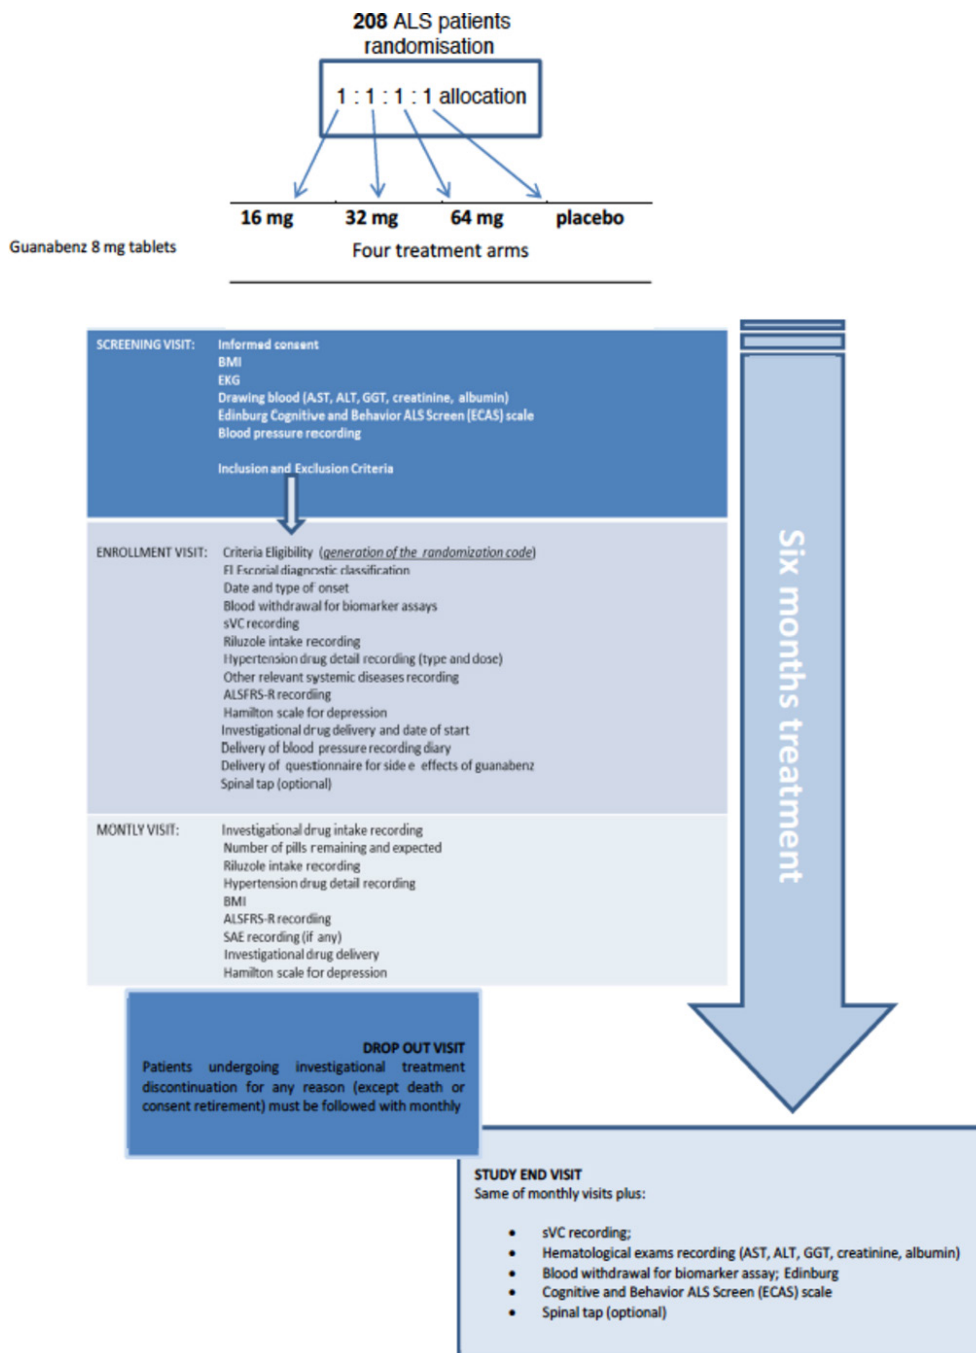 208 ALS patients
randomisation
1 : 1 : 1 : 1 allocation
16 mg 32 mg 64 mg placebo
Guanabenz 8 mg tablets
Four treatment arms
SCREENING VISIT: Informed consent
BMI
EKG
Drawing blood (AST, ALT, GGT, creatinine, albumin)
Edinburg Cognitive and Behavior ALS Screen (ECAS) scale
Blood pressure recording
Inclusion and Exclusion Criteria
ENROLLMENT VISIT: Criteria Eligibility (generation of the randomization code)
El Escorial diagnostic classification
Date and type of onset
Blood withdrawal for biomarker assays
sVC recording
Riluzole intake recording
Hypertension drug detail recording (type and dose)
Other relevant systemic diseases recording
ALSFRS-R recording
Hamilton scale for depression
Investigational drug delivery and date of start
Delivery of blood pressure recording diary
Delivery of questionnaire for side effects of guanabenz
Spinal tap (optional)
MONTLY VISIT: Investigational drug intake recording
Number of pills remaining and expected
Riluzole intake recording
Hypertension drug detail recording
BMI
ALSFRS-R recording
SAE recording (if any)
Investigational drug delivery
Hamilton scale for depression
Six months treatment
DROP OUT VISIT
Patients undergoing investigational treatment
discontinuation for any reason (except death or
consent retirement) must be followed with monthly
STUDY END VISIT
Same of monthly visits plus:
• sVC recording;
• Hematological exams recording (AST, ALT, GGT, creatinine, albumin)
• Blood withdrawal for biomarker assay; Edinburg
• Cognitive and Behavior ALS Screen (ECAS) scale
• Spinal tap (optional)